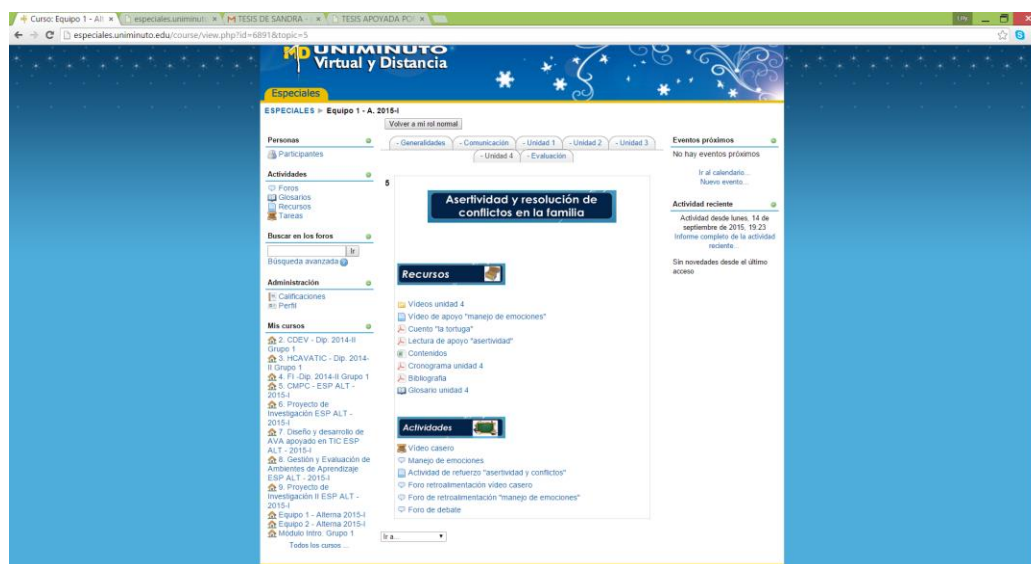 Curso: Equipo 1 - Alt
especiales.uniminuto
TESIS DE SANDRA -
TESIS APOYADA POR
especiales.uniminuto.edu/course/view.php?id=6891&topic=5
UNIMINUTO
Virtual y Distancia
Especiales
ESPECIALES ► Equipo 1 - A. 2015-I
Volver a mi rol normal
Personas
Participantes
Actividades
Foros
Glosarios
Recursos
Tareas
Buscar en los foros
Ir
Búsqueda avanzada
Administración
Calificaciones
Perfil
Mis cursos
2. CDEV - Dip. 2014-II
Grupo 1
3. HCAVATIC - Dip. 2014-
II Grupo 1
4. FI -Dip. 2014-II Grupo 1
5. CMPC - ESP ALT -
2015-I
6. Proyecto de
Investigación ESP ALT -
2015-I
7. Diseño y desarrollo de
AVA apoyado en TIC ESP
ALT - 2015-I
8. Gestión y Evaluación de
Ambientes de Aprendizaje
ESP ALT - 2015-I
9. Proyecto de
Investigación II ESP ALT -
2015-I
Equipo 1 - Alterna 2015-I
Equipo 2 - Alterna 2015-I
Módulo Intro. Grupo 1
Todos los cursos ...
- Generalidades
- Comunicación
- Unidad 1
- Unidad 2
- Unidad 3
- Unidad 4
- Evaluación
5
Asertividad y resolución de
conflictos en la familia
Recursos
Vídeos unidad 4
Vídeo de apoyo "manejo de emociones"
Cuento "la tortuga"
Lectura de apoyo "asertividad"
Contenidos
Cronograma unidad 4
Bibliografía
Glosario unidad 4
Actividades
Vídeo casero
Manejo de emociones
Actividad de refuerzo "asertividad y conflictos"
Foro retroalimentación vídeo casero
Foro de retroalimentación "manejo de emociones"
Foro de debate
Ir a...
Eventos próximos
No hay eventos próximos
Ir al calendario...
Nuevo evento...
Actividad reciente
Actividad desde lunes, 14 de
septiembre de 2015, 19:23
Informe completo de la actividad
reciente...
Sin novedades desde el último
acceso